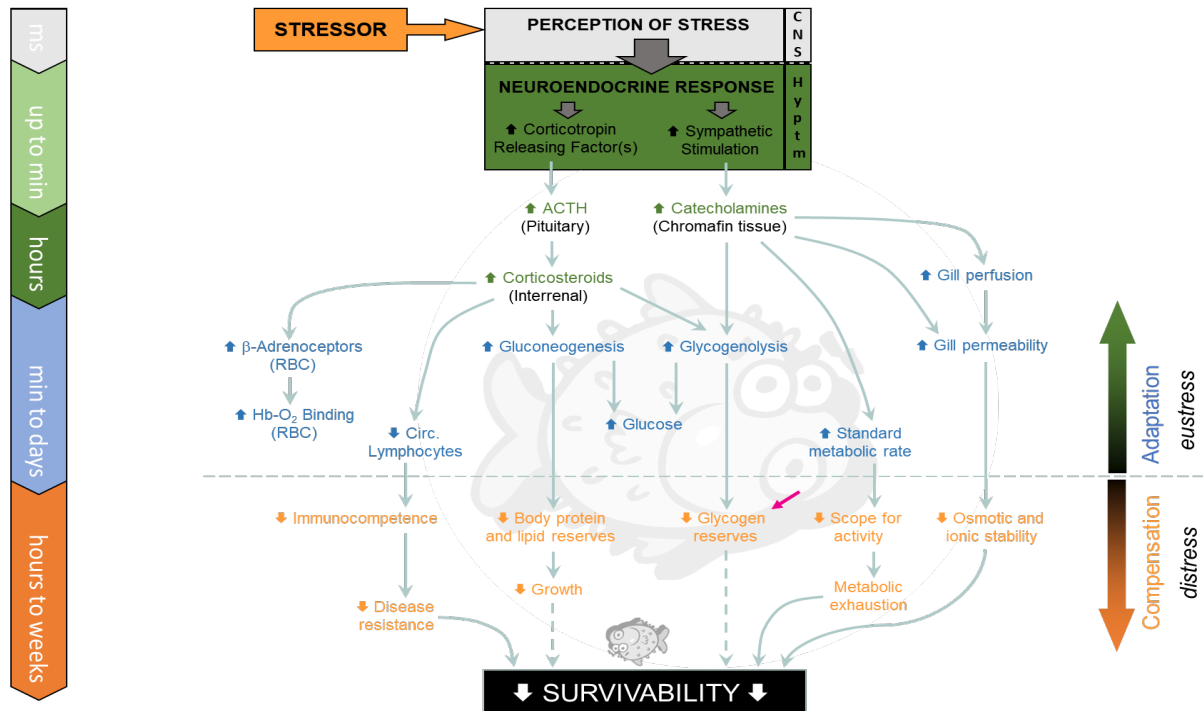 STRESSOR
PERCEPTION OF STRESS
CNS
NEUROENDOCRINE RESPONSE
Hyptm
⬆ Corticotropin
Releasing Factor(s)
⬆ Sympathetic
Stimulation
⬆ ACTH
(Pituitary)
⬆ Catecholamines
(Chromafin tissue)
⬆ Corticosteroids
(Interrenal)
⬆ Gill perfusion
⬆ β-Adrenoceptors
(RBC)
⬆ Gluconeogenesis
⬆ Glycogenolysis
⬆ Gill permeability
⬆ Hb-O₂ Binding
(RBC)
⬇ Circ.
Lymphocytes
⬆ Glucose
⬆ Standard
metabolic rate
⬇ Immunocompetence
⬇ Body protein
and lipid reserves
⬇ Glycogen
reserves
⬇ Scope for
activity
⬇ Osmotic and
ionic stability
⬇ Growth
Metabolic
exhaustion
⬇ Disease
resistance
⬇ SURVIVABILITY ⬇
ms
up to min
hours
min to days
hours to weeks
Adaptation
eustress
Compensation
distress